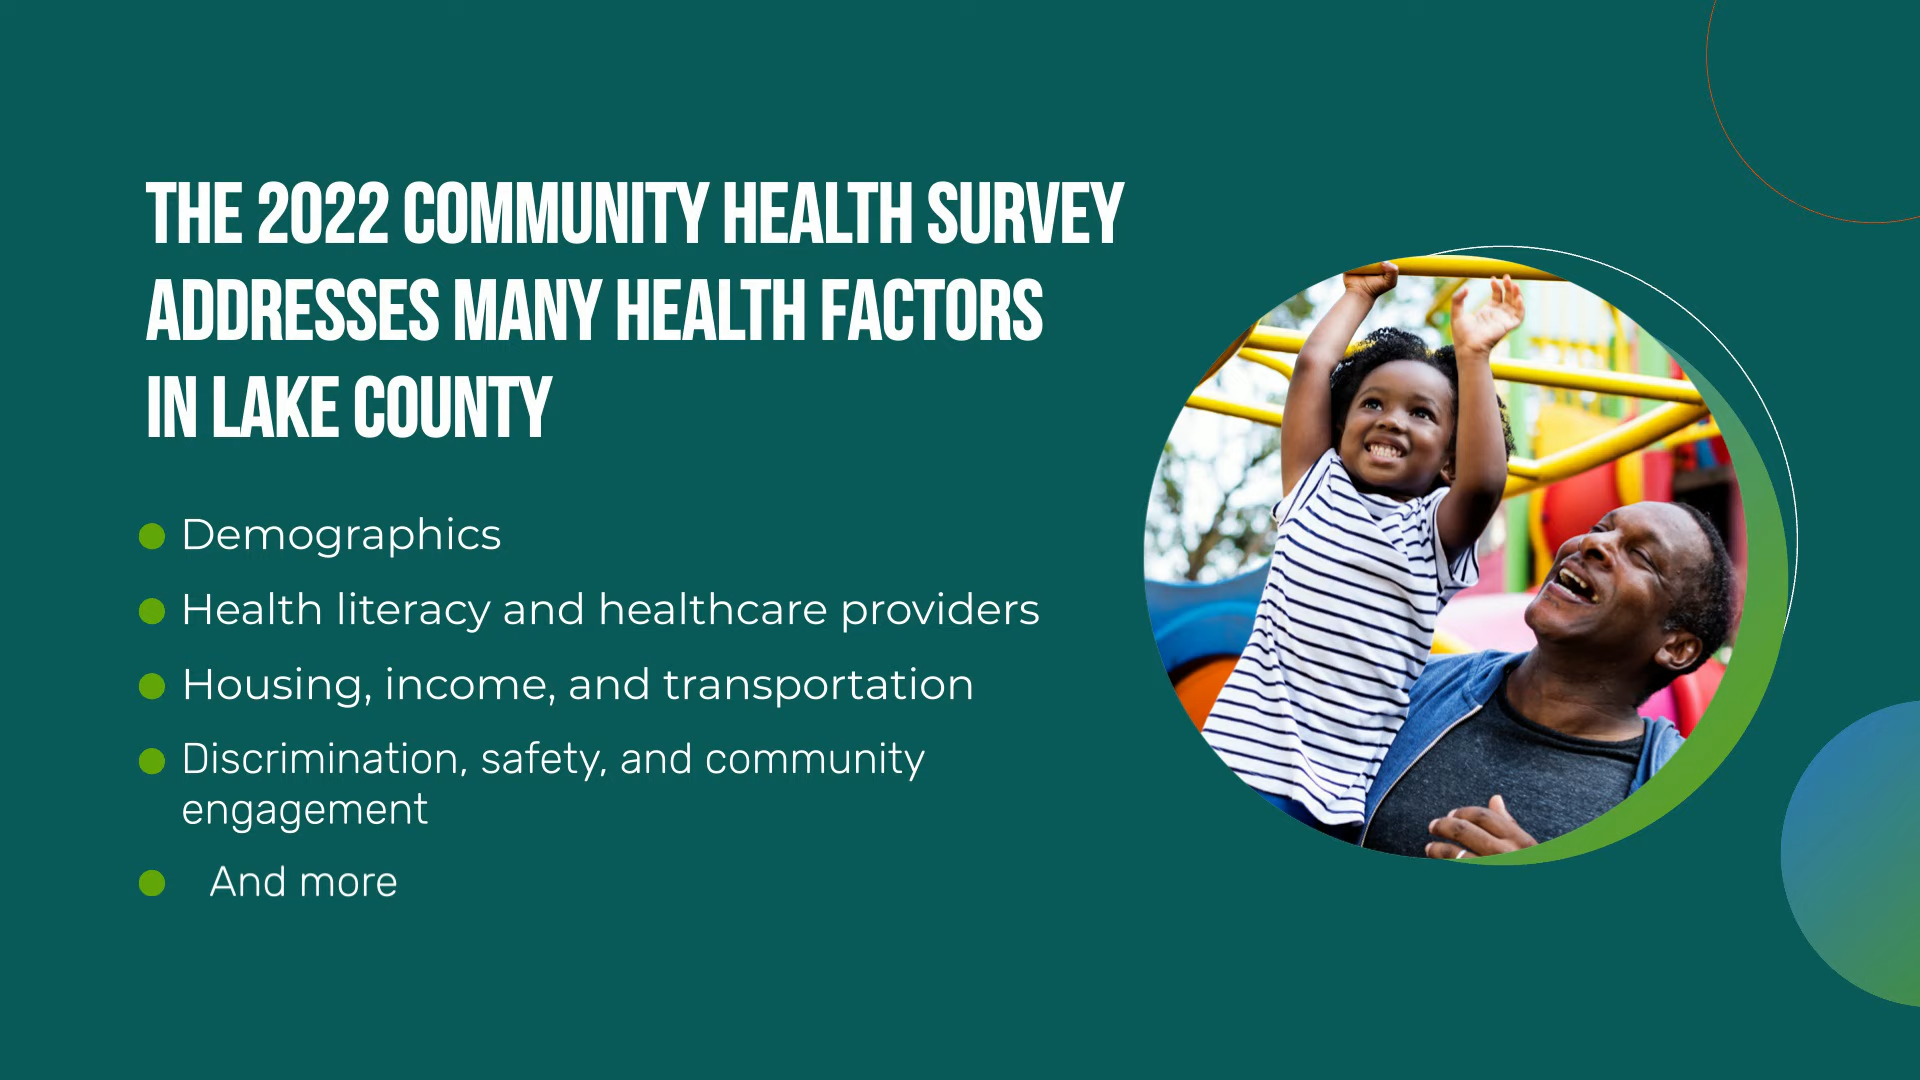 THE 2022 COMMUNITY HEALTH SURVEY
ADDRESSES MANY HEALTH FACTORS
IN LAKE COUNTY
Demographics
Health literacy and healthcare providers
Housing, income, and transportation
Discrimination, safety, and community
engagement
And more